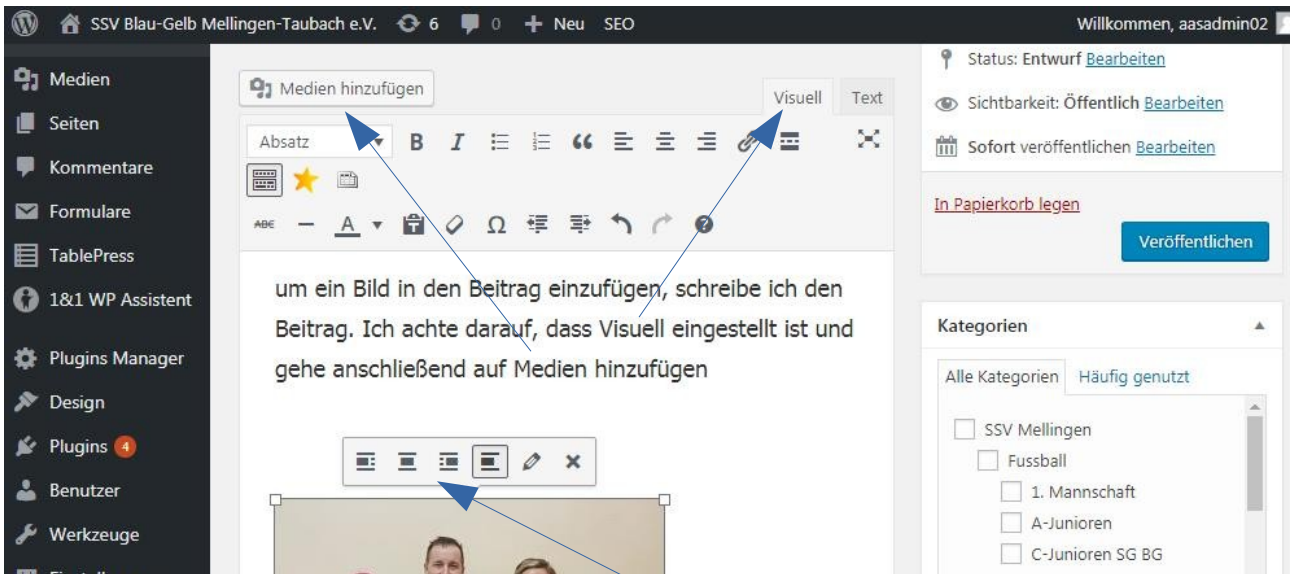 SSV Blau-Gelb Mellingen-Taubach e.V. 6 0 + Neu SEO Willkommen, aasadmin02
Medien
Seiten
Kommentare
Formulare
TablePress
1&1 WP Assistent
Plugins Manager
Design
Plugins 4
Benutzer
Werkzeuge
Medien hinzufügen
Visuell Text
Absatz B I “
ABE A T Ω ?
um ein Bild in den Beitrag einzufügen, schreibe ich den
Beitrag. Ich achte darauf, dass Visuell eingestellt ist und
gehe anschließend auf Medien hinzufügen
Status: Entwurf Bearbeiten
Sichtbarkeit: Öffentlich Bearbeiten
Sofort veröffentlichen Bearbeiten
In Papierkorb legen
Veröffentlichen
Kategorien
Alle Kategorien Häufig genutzt
SSV Mellingen
Fussball
1. Mannschaft
A-Junioren
C-Junioren SG BG